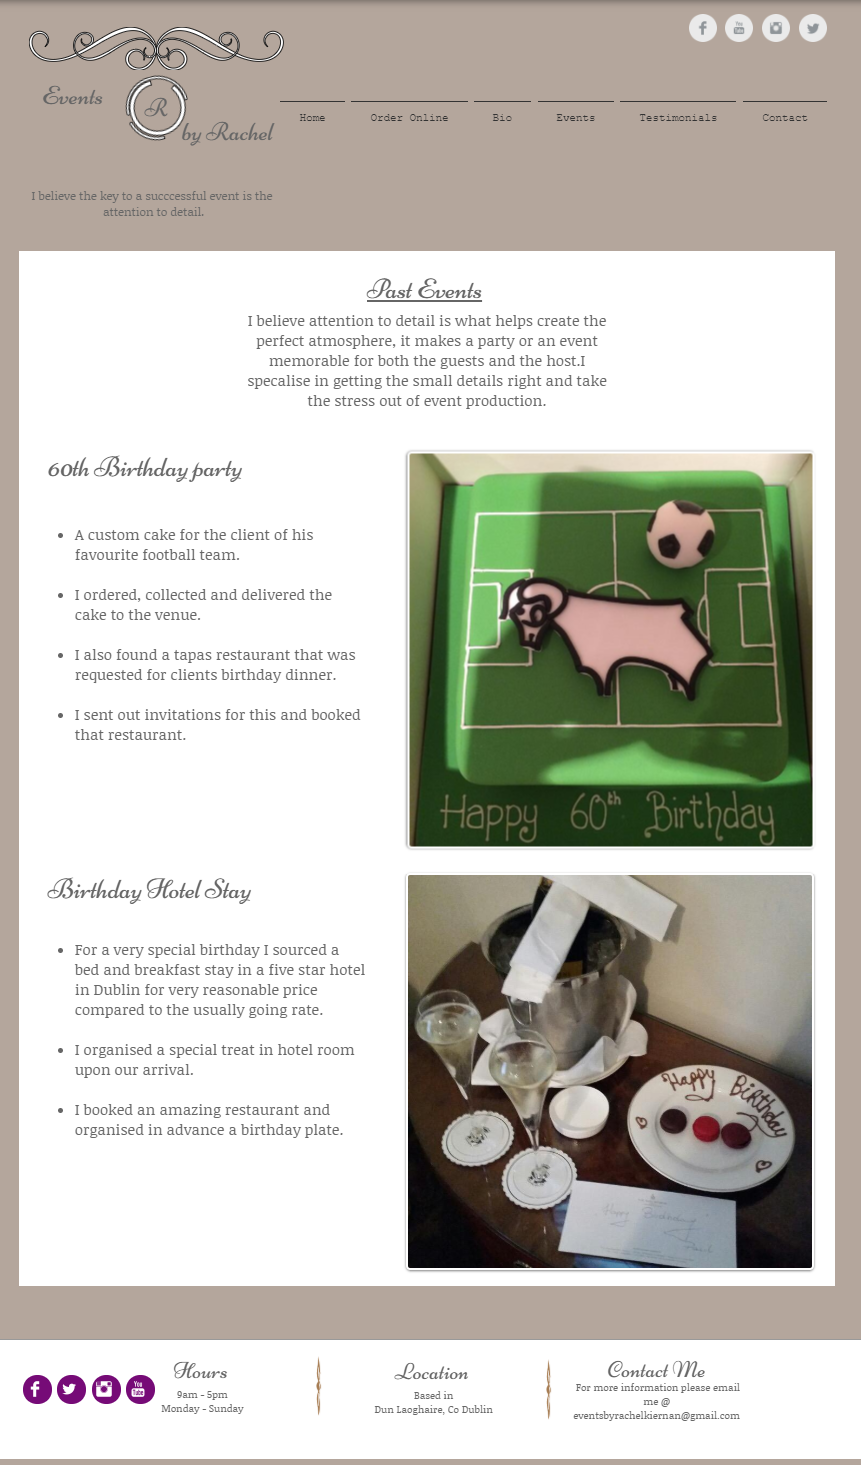 Events
R
by Rachel
Home
Order Online
Bio
Events
Testimonials
Contact
I believe the key to a succcessful event is the
attention to detail.
Past Events
I believe attention to detail is what helps create the
perfect atmosphere, it makes a party or an event
memorable for both the guests and the host.I
specalise in getting the small details right and take
the stress out of event production.
60th Birthday party
A custom cake for the client of his
favourite football team.
I ordered, collected and delivered the
cake to the venue.
I also found a tapas restaurant that was
requested for clients birthday dinner.
I sent out invitations for this and booked
that restaurant.
Happy 60th Birthday
Birthday Hotel Stay
For a very special birthday I sourced a
bed and breakfast stay in a five star hotel
in Dublin for very reasonable price
compared to the usually going rate.
I organised a special treat in hotel room
upon our arrival.
I booked an amazing restaurant and
organised in advance a birthday plate.
Happy Birthday
Happy Birthday
Hours
9am - 5pm
Monday - Sunday
Location
Based in
Dun Laoghaire, Co Dublin
Contact Me
For more information please email
me @
eventsbyrachelkiernan@gmail.com